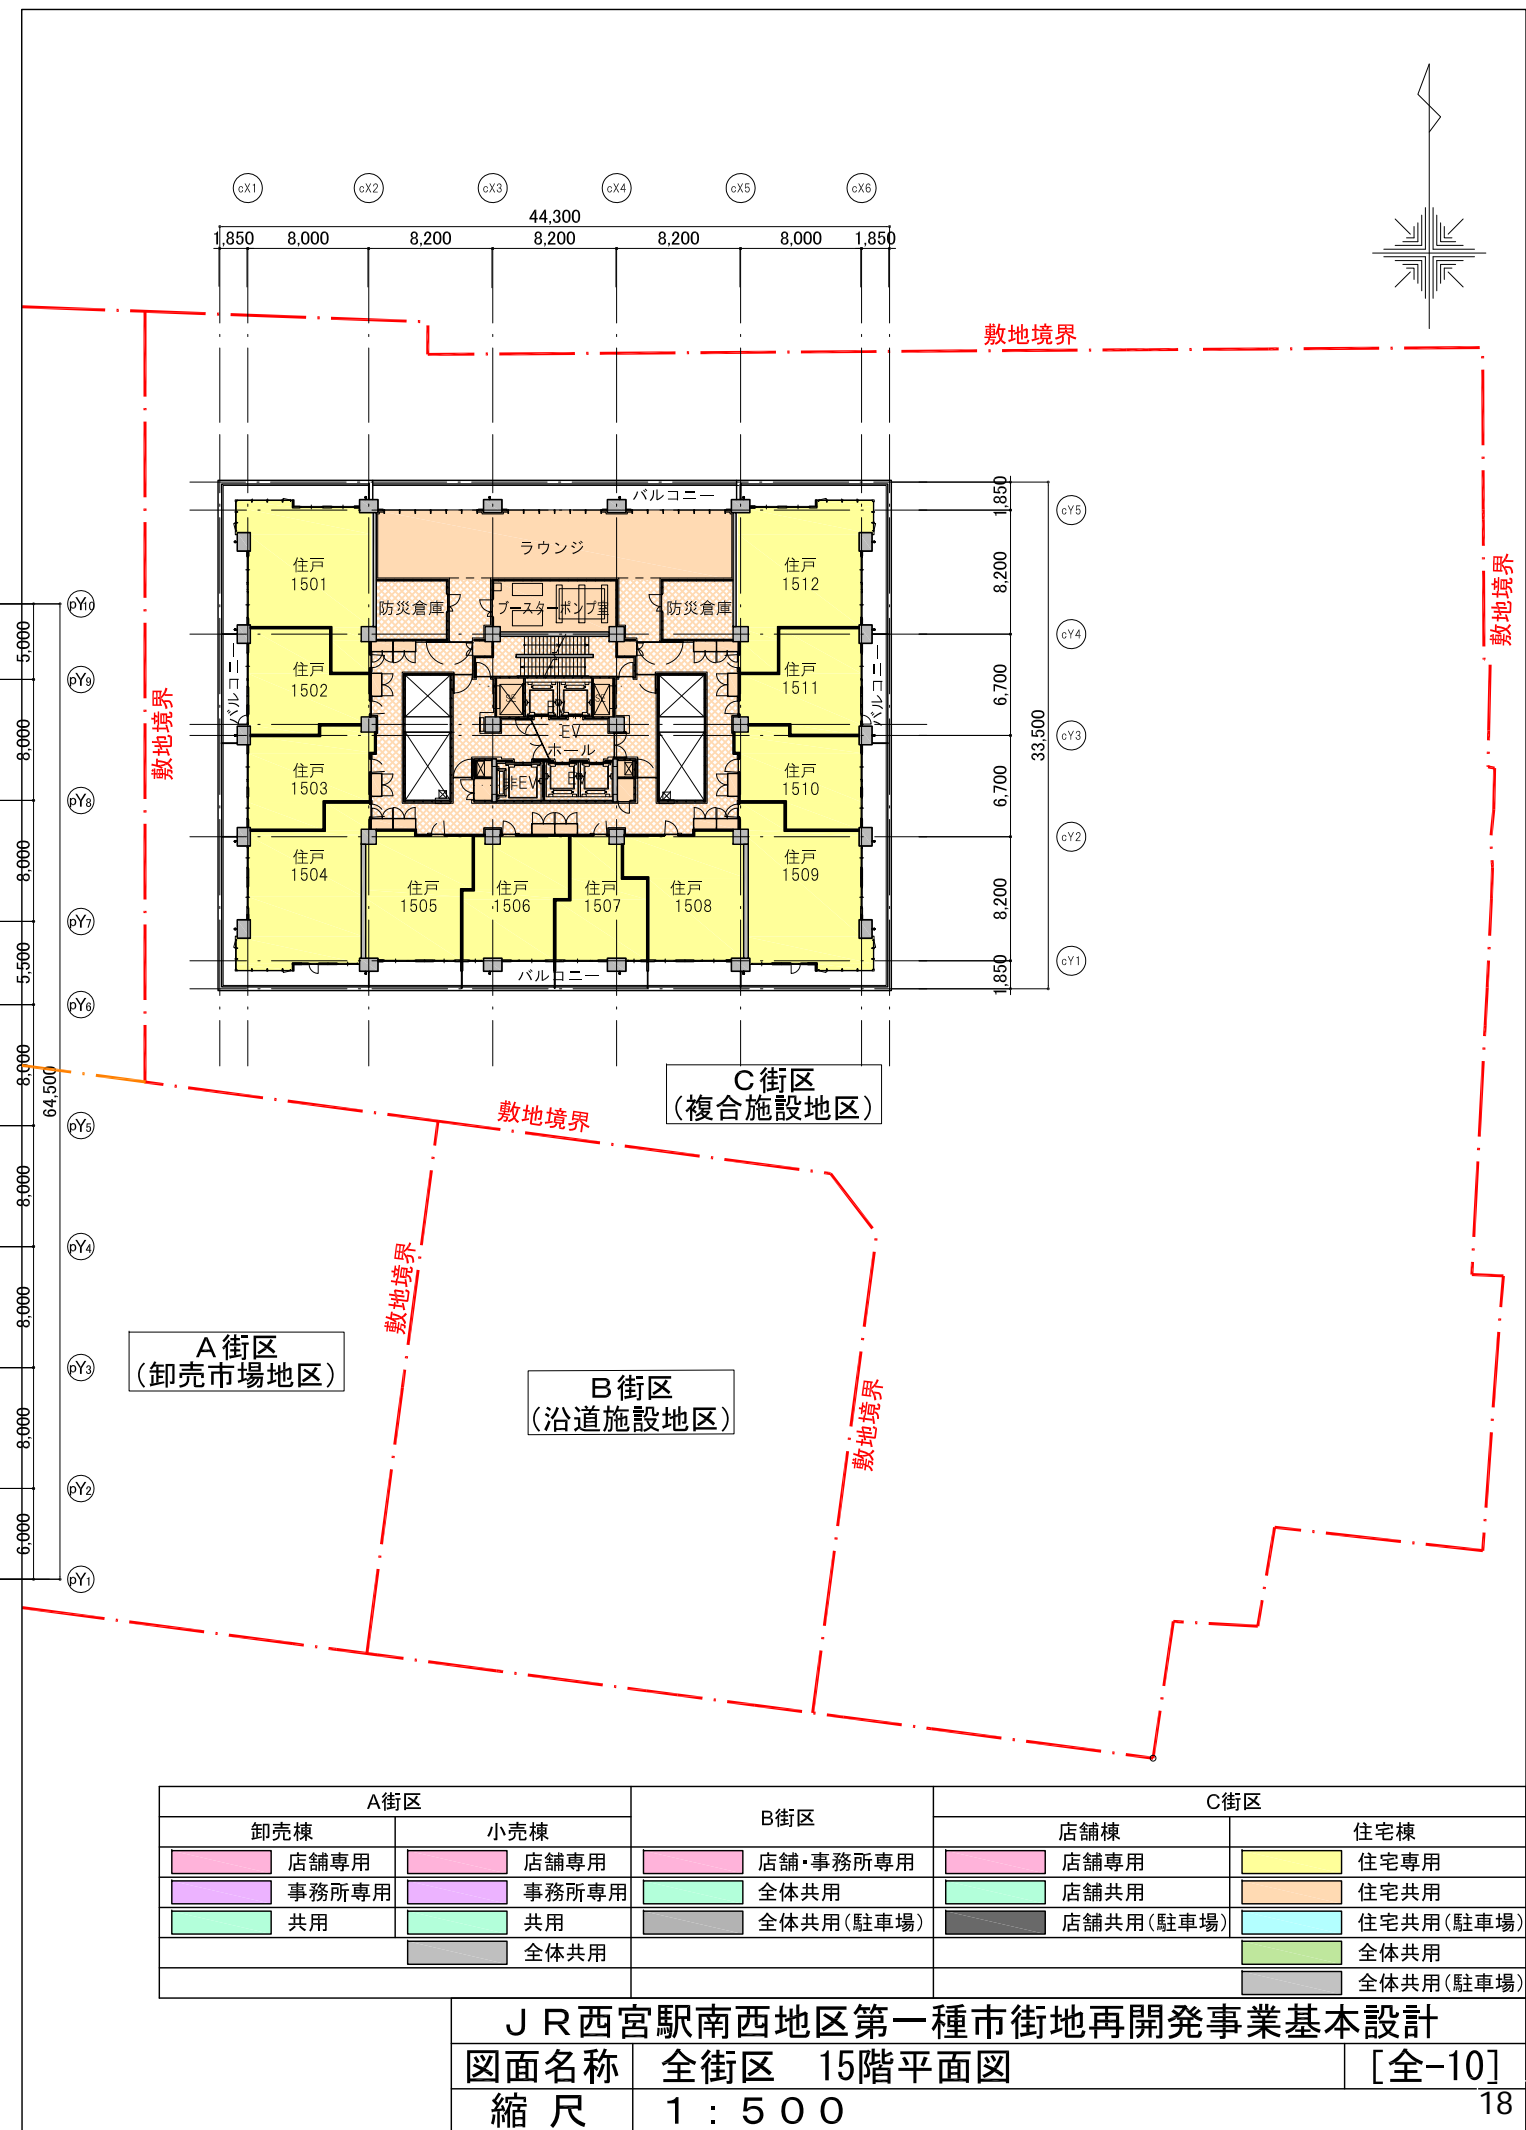 cX1 cX2 cX3 cX4 cX5 cX6
44,300
1,850 8,000 8,200 8,200 8,200 8,000 1,850
敷地境界
敷地境界
敷地境界
バルコニー
バルコニー
バルコニー
バルコニー
住戸
1501
ラウンジ
住戸
1512
防災倉庫
ブースターポンプ室
防災倉庫
住戸
1502
住戸
1511
EV
ホール
住戸
1503
非EV
住戸
1510
住戸
1504
住戸
1505
住戸
1506
住戸
1507
住戸
1508
住戸
1509
1,850
8,200
6,700
6,700
8,200
1,850
33,500
cY5
cY4
cY3
cY2
cY1
pY10
5,000
pY9
8,000
pY8
8,000
pY7
5,500
pY6
8,000
64,500
pY5
8,000
pY4
8,000
pY3
8,000
pY2
6,000
pY1
C街区
(複合施設地区)
敷地境界
敷地境界
敷地境界
A街区
(卸売市場地区)
B街区
(沿道施設地区)
A街区 B街区 C街区
卸売棟 小売棟 店舗棟 住宅棟
店舗専用 店舗専用 店舗・事務所専用 店舗専用 住宅専用
事務所専用 事務所専用 全体共用 店舗共用 住宅共用
共用 共用 全体共用(駐車場) 店舗共用(駐車場) 住宅共用(駐車場)
全体共用 全体共用
全体共用(駐車場)
JR西宮駅南西地区第一種市街地再開発事業基本設計
図面名称 全街区 15階平面図 [全-10]
縮尺 1:500
18